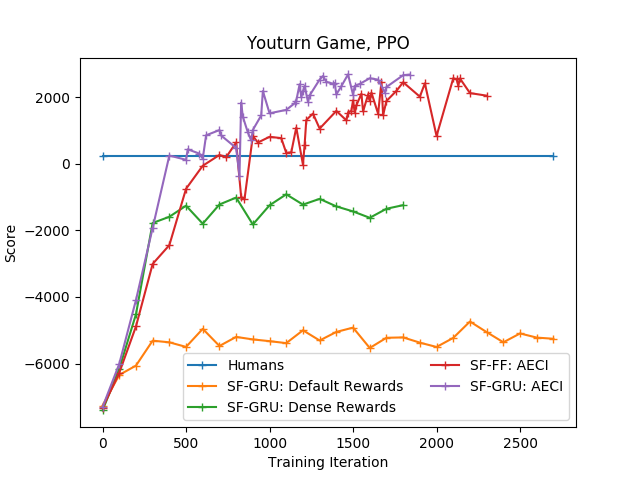 Youturn Game, PPO
Score
2000
0
−2000
−4000
−6000
Humans
SF-GRU: Default Rewards
SF-GRU: Dense Rewards
SF-FF: AECI
SF-GRU: AECI
0 500 1000 1500 2000 2500
Training Iteration